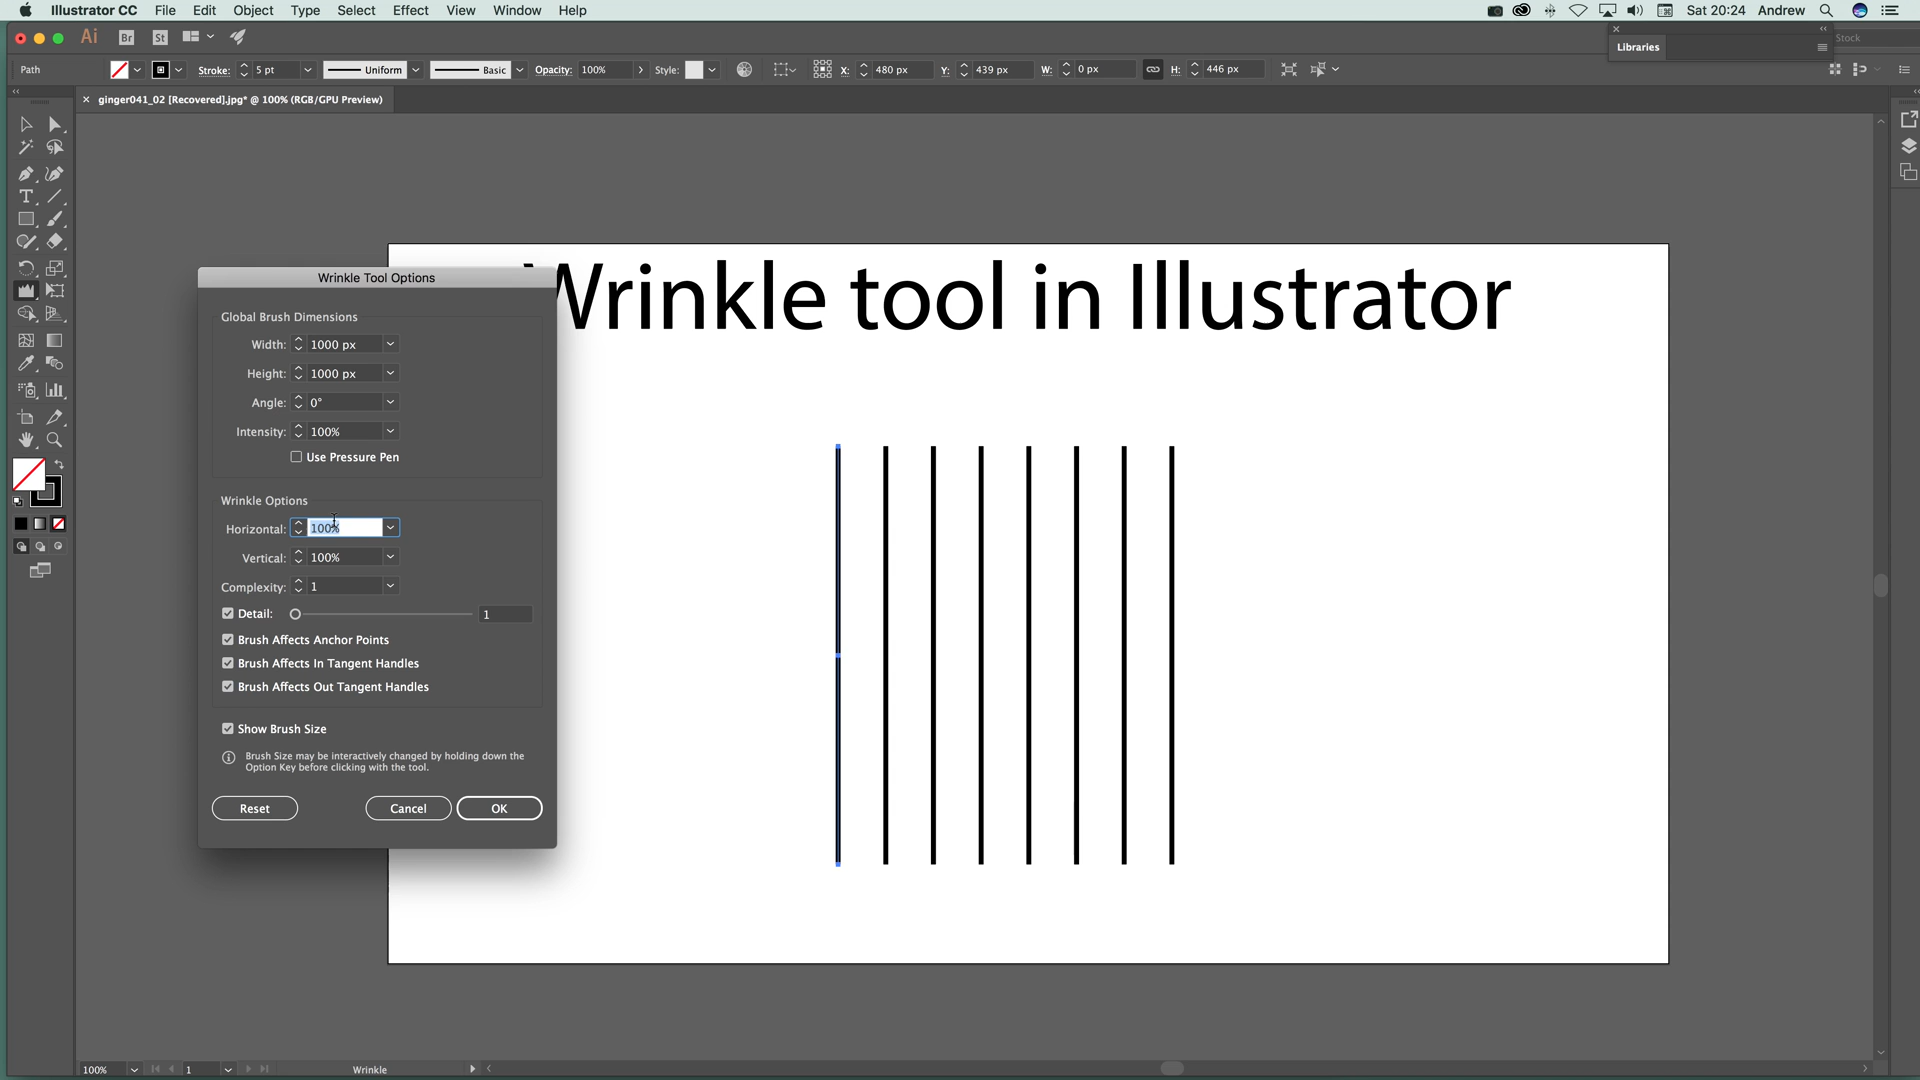 Illustrator CC File Edit Object Type Select Effect View Window Help
Sat 20:24 Andrew
Ai Br St
Stock
Libraries
Path Stroke: 5 pt Uniform Basic Opacity: 100% Style: X: 480 px Y: 439 px W: 0 px H: 446 px
× ginger041_02 [Recovered].jpg* @ 100% (RGB/GPU Preview)
Wrinkle tool in Illustrator
Wrinkle Tool Options
Global Brush Dimensions
Width: 1000 px
Height: 1000 px
Angle: 0°
Intensity: 100%
Use Pressure Pen
Wrinkle Options
Horizontal: 100%
Vertical: 100%
Complexity: 1
Detail: 1
Brush Affects Anchor Points
Brush Affects In Tangent Handles
Brush Affects Out Tangent Handles
Show Brush Size
Brush Size may be interactively changed by holding down the
Option Key before clicking with the tool.
Reset Cancel OK
100% 1 Wrinkle